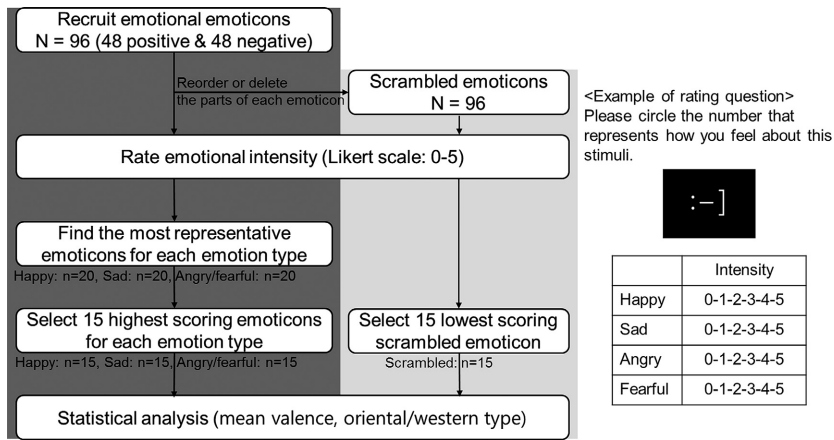 Recruit emotional emoticons
N = 96 (48 positive & 48 negative)
Reorder or delete
the parts of each emoticon
Scrambled emoticons
N = 96
Rate emotional intensity (Likert scale: 0-5)
Find the most representative
emoticons for each emotion type
Happy: n=20, Sad: n=20, Angry/fearful: n=20
Select 15 highest scoring emoticons
for each emotion type
Happy: n=15, Sad: n=15, Angry/fearful: n=15
Select 15 lowest scoring
scrambled emoticon
Scrambled: n=15
Statistical analysis (mean valence, oriental/western type)
<Example of rating question>
Please circle the number that
represents how you feel about this
stimuli.
:–]
Intensity
Happy 0-1-2-3-4-5
Sad 0-1-2-3-4-5
Angry 0-1-2-3-4-5
Fearful 0-1-2-3-4-5